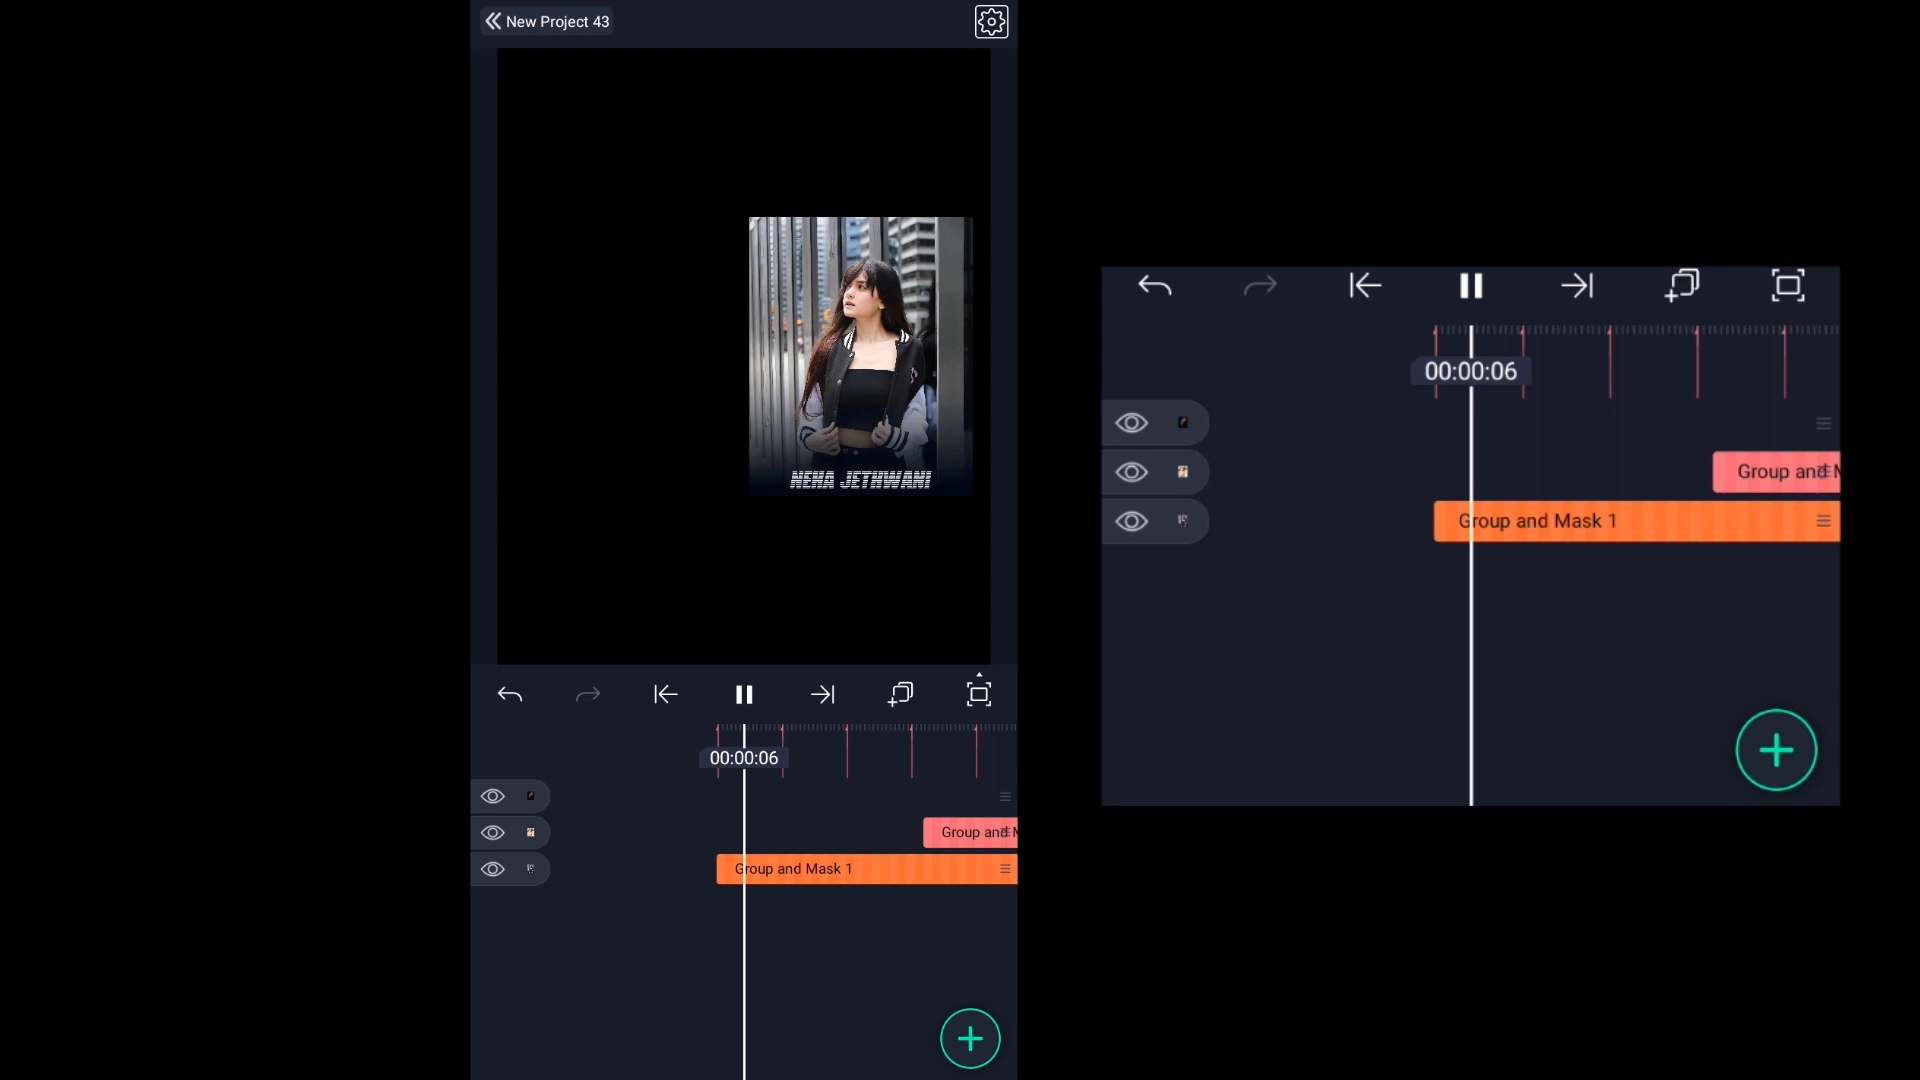 New Project 43
NEHA JETHWANI
00:00:06
Group and M
Group and Mask 1
00:00:06
Group and M
Group and Mask 1